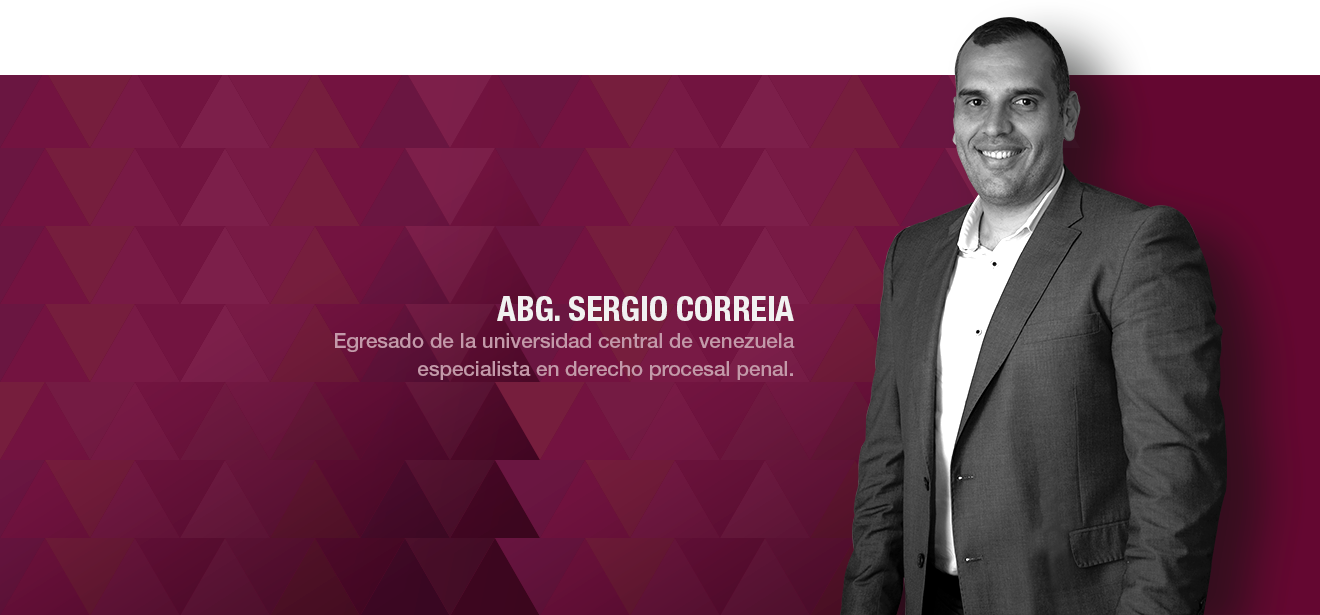 ABG. SERGIO CORREIA
Egresado de la universidad central de venezuela
especialista en derecho procesal penal.